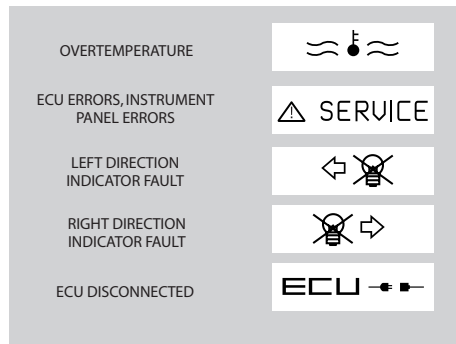 OVERTEMPERATURE
ECU ERRORS, INSTRUMENT
PANEL ERRORS
SERVICE
LEFT DIRECTION
INDICATOR FAULT
RIGHT DIRECTION
INDICATOR FAULT
ECU DISCONNECTED
ECU